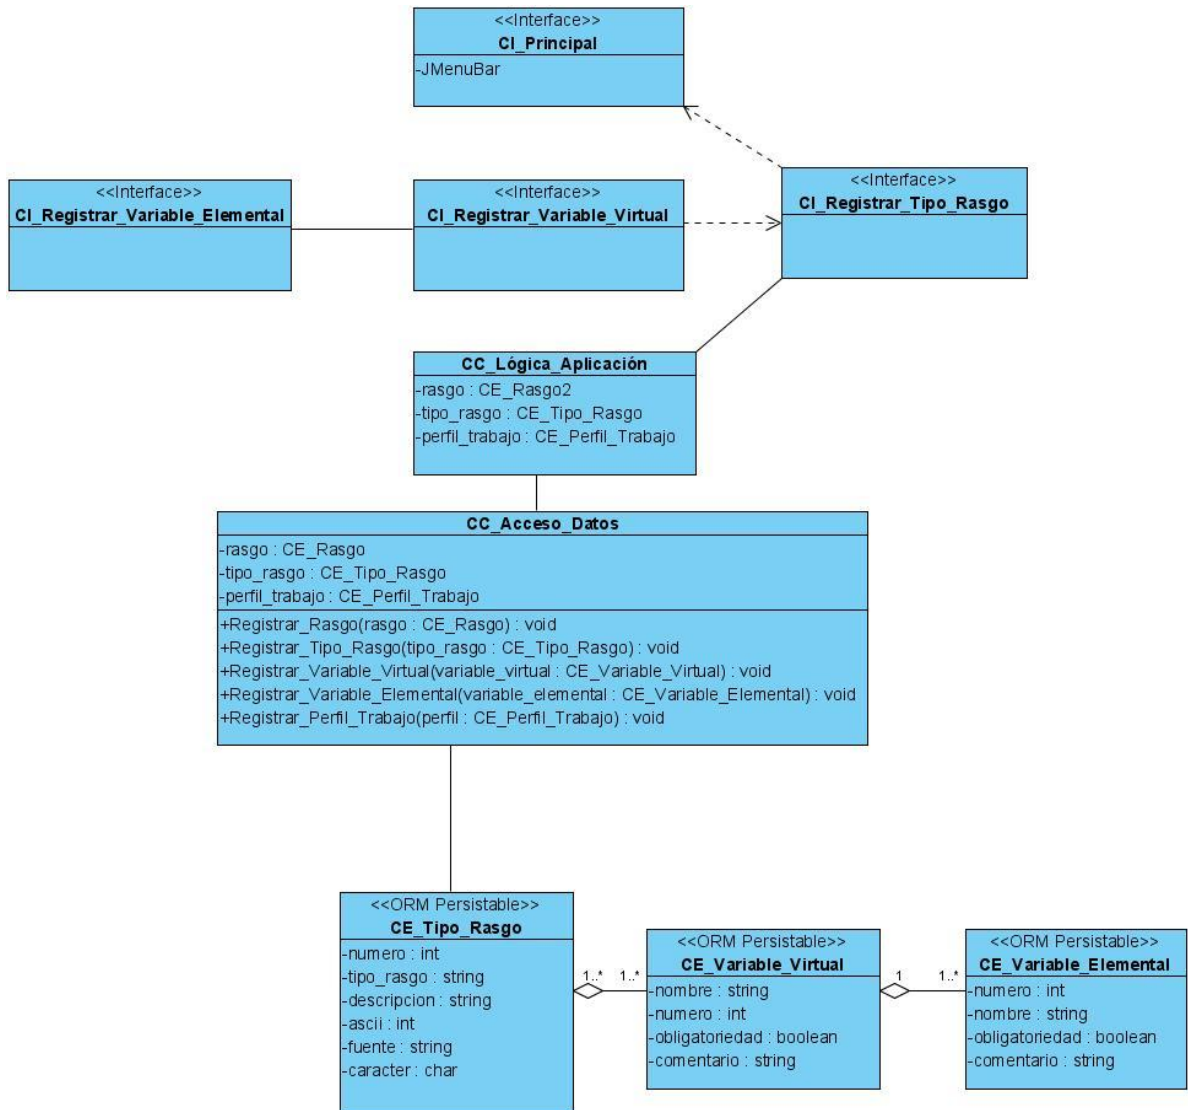 <<Interface>>
CI_Principal
-JMenuBar
<<Interface>>
CI_Registrar_Variable_Elemental
<<Interface>>
CI_Registrar_Variable_Virtual
<<Interface>>
CI_Registrar_Tipo_Rasgo
CC_Lógica_Aplicación
-rasgo : CE_Rasgo2
-tipo_rasgo : CE_Tipo_Rasgo
-perfil_trabajo : CE_Perfil_Trabajo
CC_Acceso_Datos
-rasgo : CE_Rasgo
-tipo_rasgo : CE_Tipo_Rasgo
-perfil_trabajo : CE_Perfil_Trabajo
+Registrar_Rasgo(rasgo : CE_Rasgo) : void
+Registrar_Tipo_Rasgo(tipo_rasgo : CE_Tipo_Rasgo) : void
+Registrar_Variable_Virtual(variable_virtual : CE_Variable_Virtual) : void
+Registrar_Variable_Elemental(variable_elemental : CE_Variable_Elemental) : void
+Registrar_Perfil_Trabajo(perfil : CE_Perfil_Trabajo) : void
<<ORM Persistable>>
CE_Tipo_Rasgo
-numero : int
-tipo_rasgo : string
-descripcion : string
-ascii : int
-fuente : string
-caracter : char
1..*
1..*
<<ORM Persistable>>
CE_Variable_Virtual
-nombre : string
-numero : int
-obligatoriedad : boolean
-comentario : string
1
1..*
<<ORM Persistable>>
CE_Variable_Elemental
-numero : int
-nombre : string
-obligatoriedad : boolean
-comentario : string